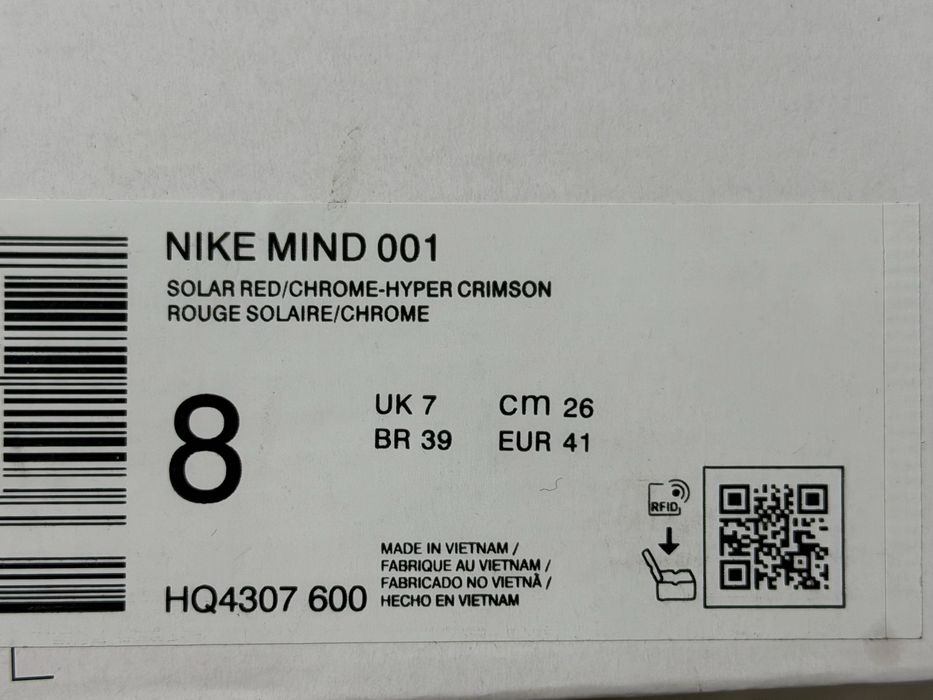 NIKE MIND 001
SOLAR RED/CHROME-HYPER CRIMSON
ROUGE SOLAIRE/CHROME
8
UK 7 cm 26
BR 39 EUR 41
RFID
MADE IN VIETNAM /
FABRIQUE AU VIETNAM /
FABRICADO NO VIETNÃ /
HECHO EN VIETNAM
HQ4307 600